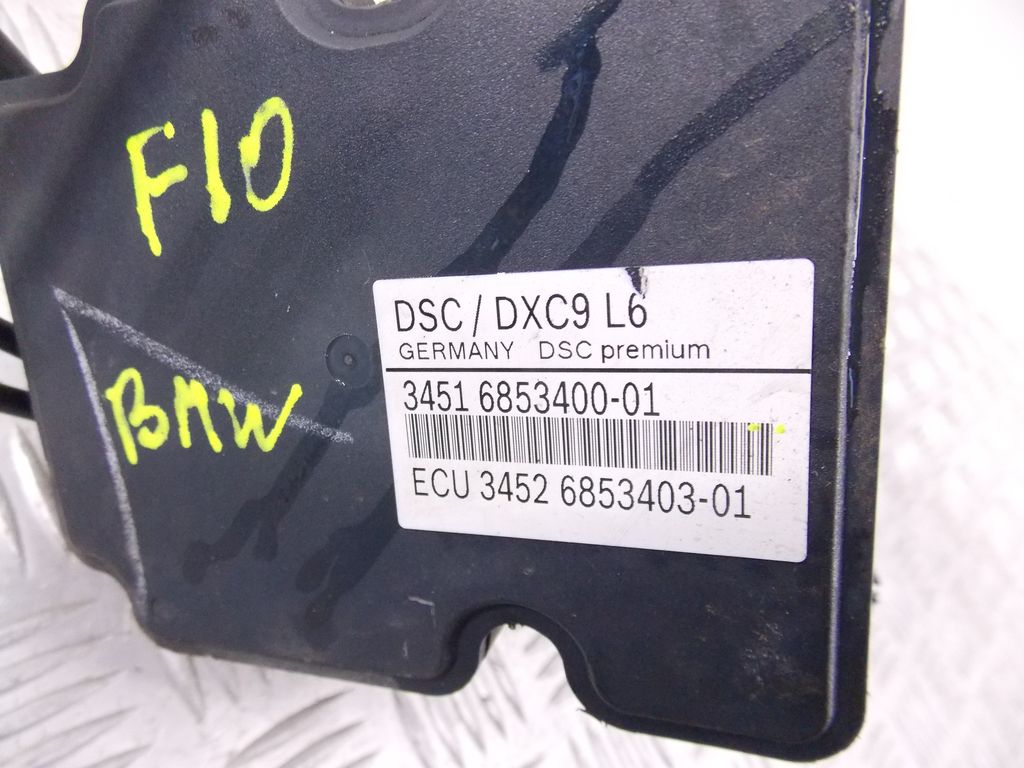 F10
BMW
DSC / DXC9 L6
GERMANY DSC premium
3451 6853400-01
ECU 3452 6853403-01